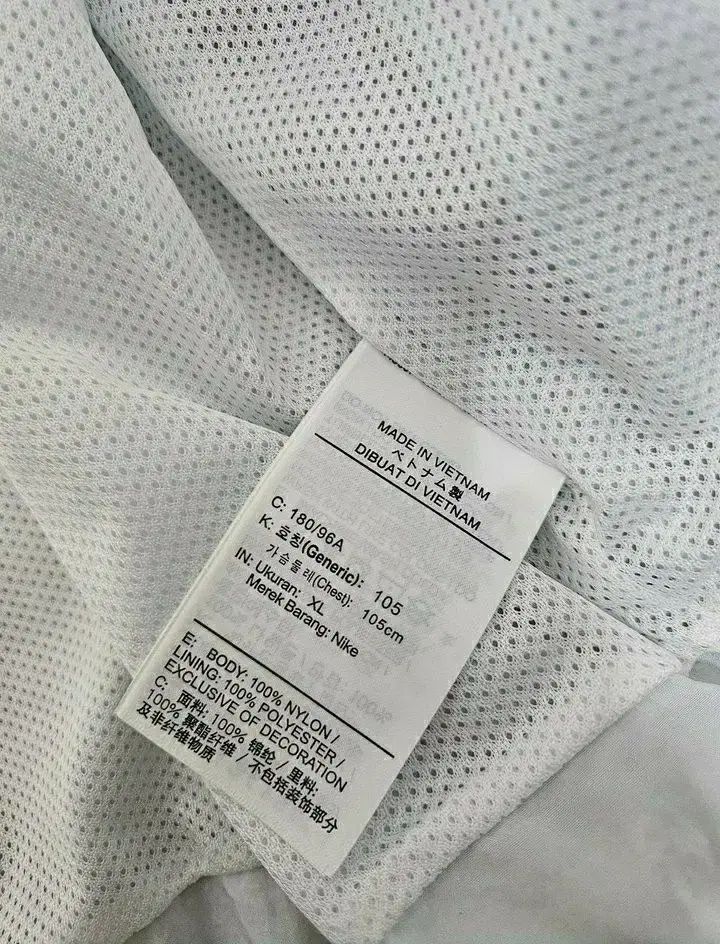 MADE IN VIETNAM
ベトナム製
DIBUAT DI VIETNAM
C: 180/96A
K: 호칭(Generic): 105
가슴둘레(Chest): 105cm
IN: Ukuran: XL
Merek Barang: Nike
E: BODY: 100% NYLON /
LINING: 100% POLYESTER /
EXCLUSIVE OF DECORATION
C: 面料: 100% 锦纶 / 里料:
100% 聚酯纤维 / 不包括装饰部分
及非纤维物质